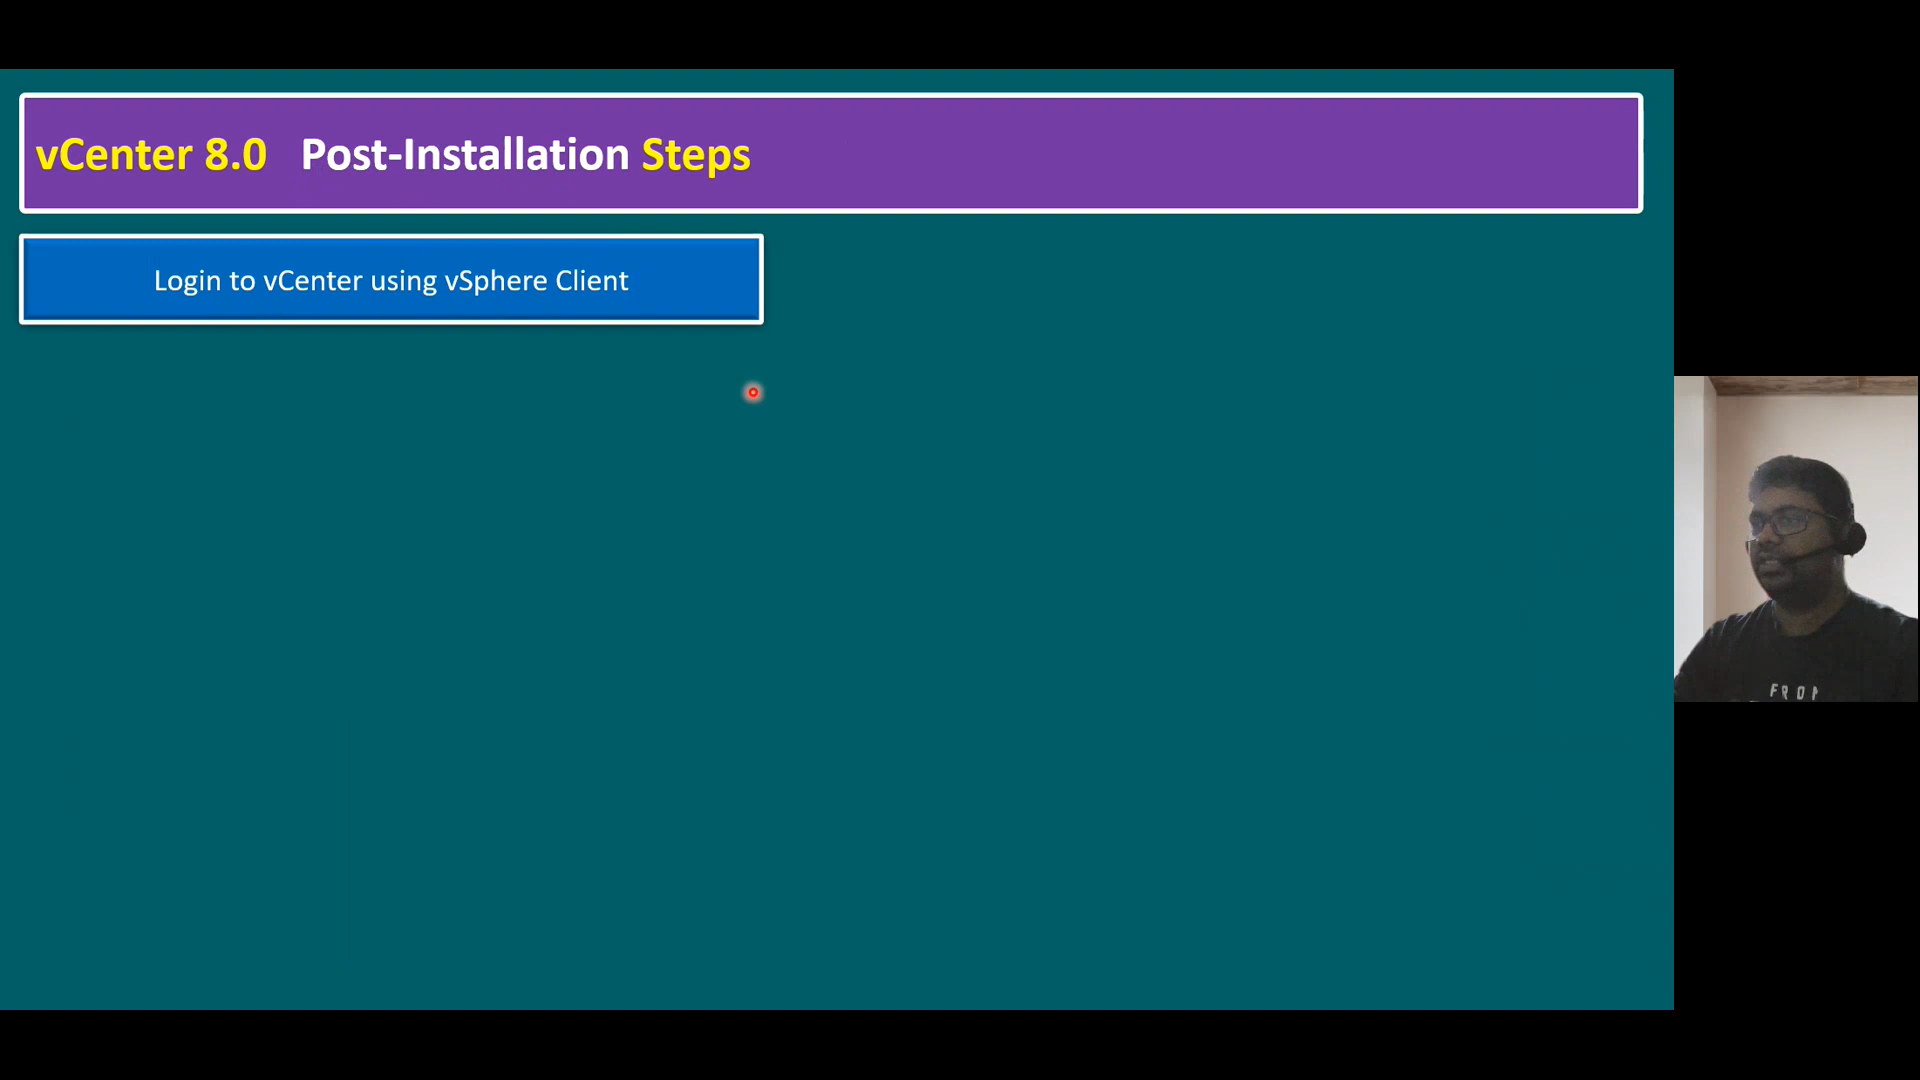 vCenter 8.0 Post-Installation Steps
Login to vCenter using vSphere Client